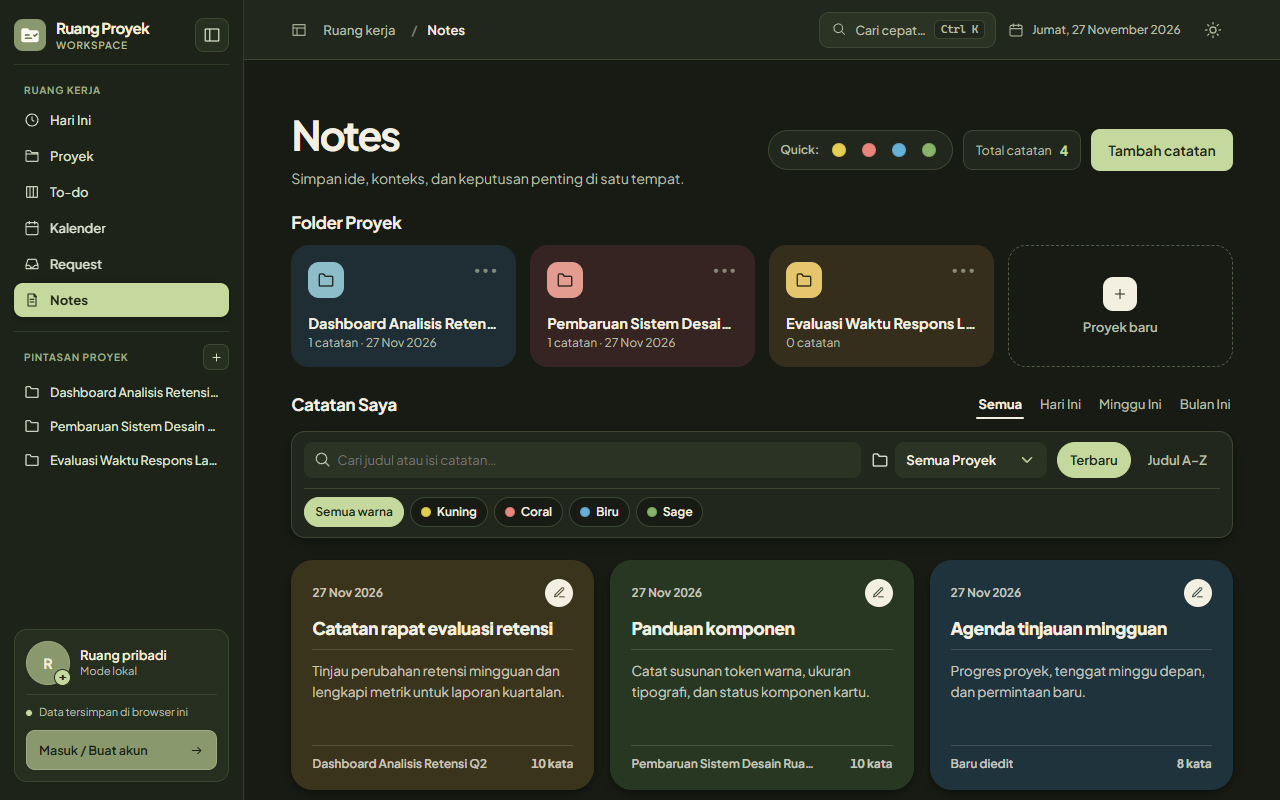 Ruang Proyek
WORKSPACE
RUANG KERJA
Hari Ini
Proyek
To-do
Kalender
Request
Notes
PINTASAN PROYEK
Dashboard Analisis Retensi...
Pembaruan Sistem Desain ...
Evaluasi Waktu Respons La...
R
Ruang pribadi
Mode lokal
Data tersimpan di browser ini
Masuk / Buat akun
Ruang kerja / Notes
Cari cepat... Ctrl K
Jumat, 27 November 2026
Notes
Simpan ide, konteks, dan keputusan penting di satu tempat.
Quick:
Total catatan 4
Tambah catatan
Folder Proyek
Dashboard Analisis Reten...
1 catatan · 27 Nov 2026
Pembaruan Sistem Desai...
1 catatan · 27 Nov 2026
Evaluasi Waktu Respons L...
0 catatan
Proyek baru
Catatan Saya
Semua Hari Ini Minggu Ini Bulan Ini
Cari judul atau isi catatan...
Semua Proyek
Terbaru
Judul A–Z
Semua warna Kuning Coral Biru Sage
27 Nov 2026
Catatan rapat evaluasi retensi
Tinjau perubahan retensi mingguan dan
lengkapi metrik untuk laporan kuartalan.
Dashboard Analisis Retensi Q2 10 kata
27 Nov 2026
Panduan komponen
Catat susunan token warna, ukuran
tipografi, dan status komponen kartu.
Pembaruan Sistem Desain Rua... 10 kata
27 Nov 2026
Agenda tinjauan mingguan
Progres proyek, tenggat minggu depan,
dan permintaan baru.
Baru diedit 8 kata